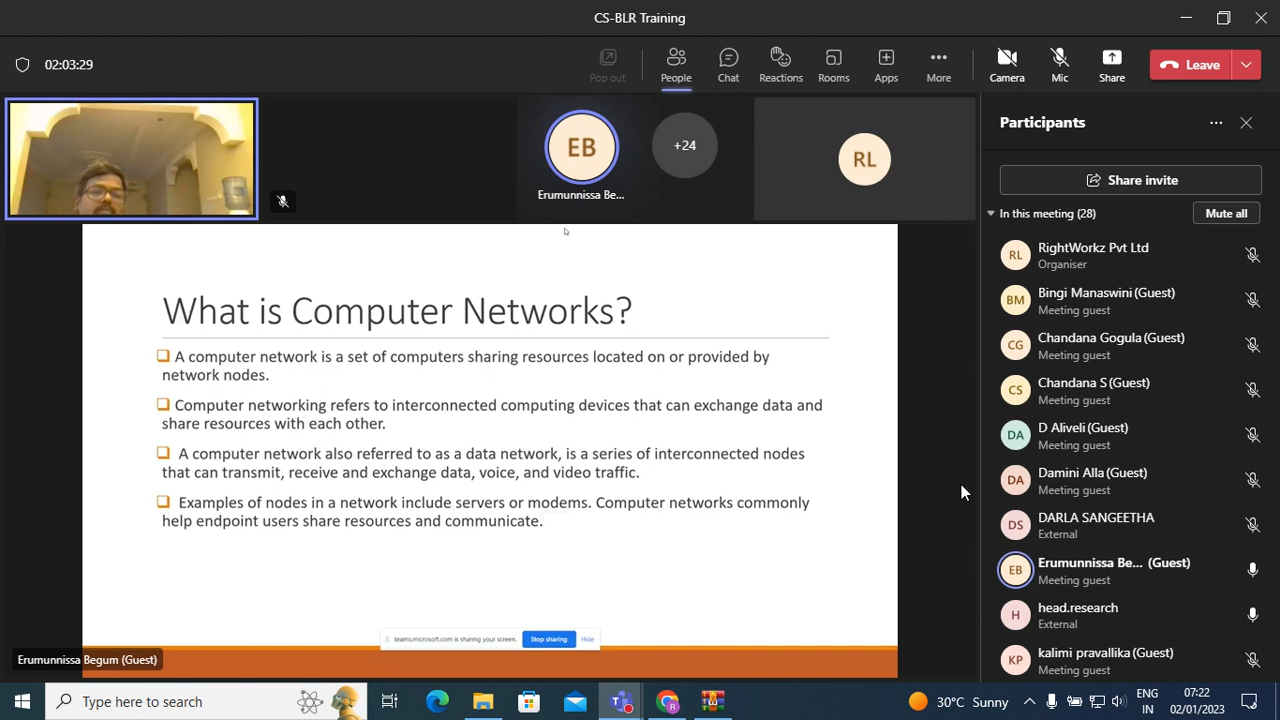 CS-BLR Training
02:03:29
Pop out
People
Chat
Reactions
Rooms
Apps
More
Camera
Mic
Share
Leave
EB
Erumunnissa Be...
+24
RL
What is Computer Networks?
A computer network is a set of computers sharing resources located on or provided by
network nodes.
Computer networking refers to interconnected computing devices that can exchange data and
share resources with each other.
A computer network also referred to as a data network, is a series of interconnected nodes
that can transmit, receive and exchange data, voice, and video traffic.
Examples of nodes in a network include servers or modems. Computer networks commonly
help endpoint users share resources and communicate.
teams.microsoft.com is sharing your screen.
Stop sharing
Hide
Erumunnissa Begum (Guest)
Participants
Share invite
In this meeting (28)
Mute all
RL
RightWorkz Pvt Ltd
Organiser
BM
Bingi Manaswini (Guest)
Meeting guest
CG
Chandana Gogula (Guest)
Meeting guest
CS
Chandana S (Guest)
Meeting guest
DA
D Aliveli (Guest)
Meeting guest
DA
Damini Alla (Guest)
Meeting guest
DS
DARLA SANGEETHA
External
EB
Erumunnissa Be... (Guest)
Meeting guest
H
head.research
External
KP
kalimi pravallika (Guest)
Meeting guest
Type here to search
30°C Sunny
ENG
IN
07:22
02/01/2023